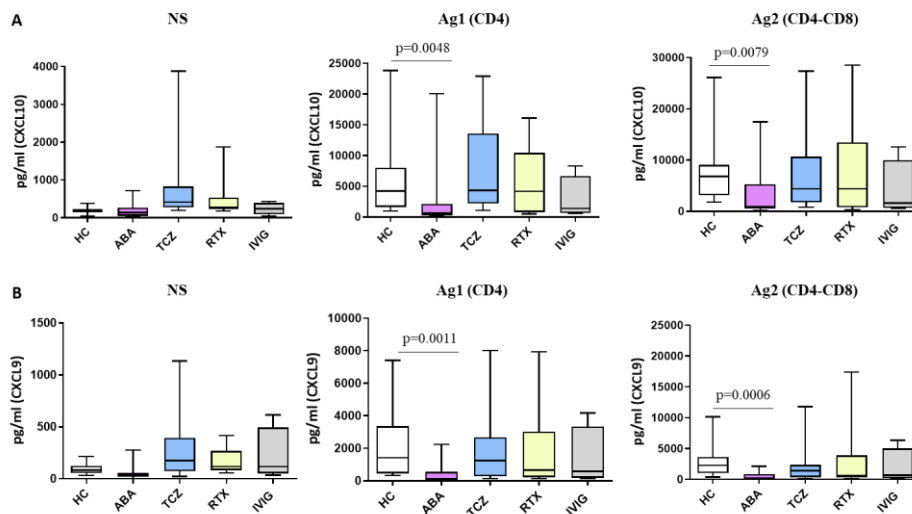 A
NS
Ag1 (CD4)
Ag2 (CD4-CD8)
pg/ml (CXCL10)
4000
3000
2000
1000
0
HC
ABA
TCZ
RTX
IVIG
pg/ml (CXCL10)
25000
20000
15000
10000
5000
0
p=0.0048
HC
ABA
TCZ
RTX
IVIG
pg/ml (CXCL10)
30000
20000
10000
0
p=0.0079
HC
ABA
TCZ
RTX
IVIG
B
NS
Ag1 (CD4)
Ag2 (CD4-CD8)
pg/ml (CXCL9)
1500
1000
500
0
HC
ABA
TCZ
RTX
IVIG
pg/ml (CXCL9)
10000
8000
6000
4000
2000
0
p=0.0011
HC
ABA
TCZ
RTX
IVIG
pg/ml (CXCL9)
25000
20000
15000
10000
5000
0
p=0.0006
HC
ABA
TCZ
RTX
IVIG